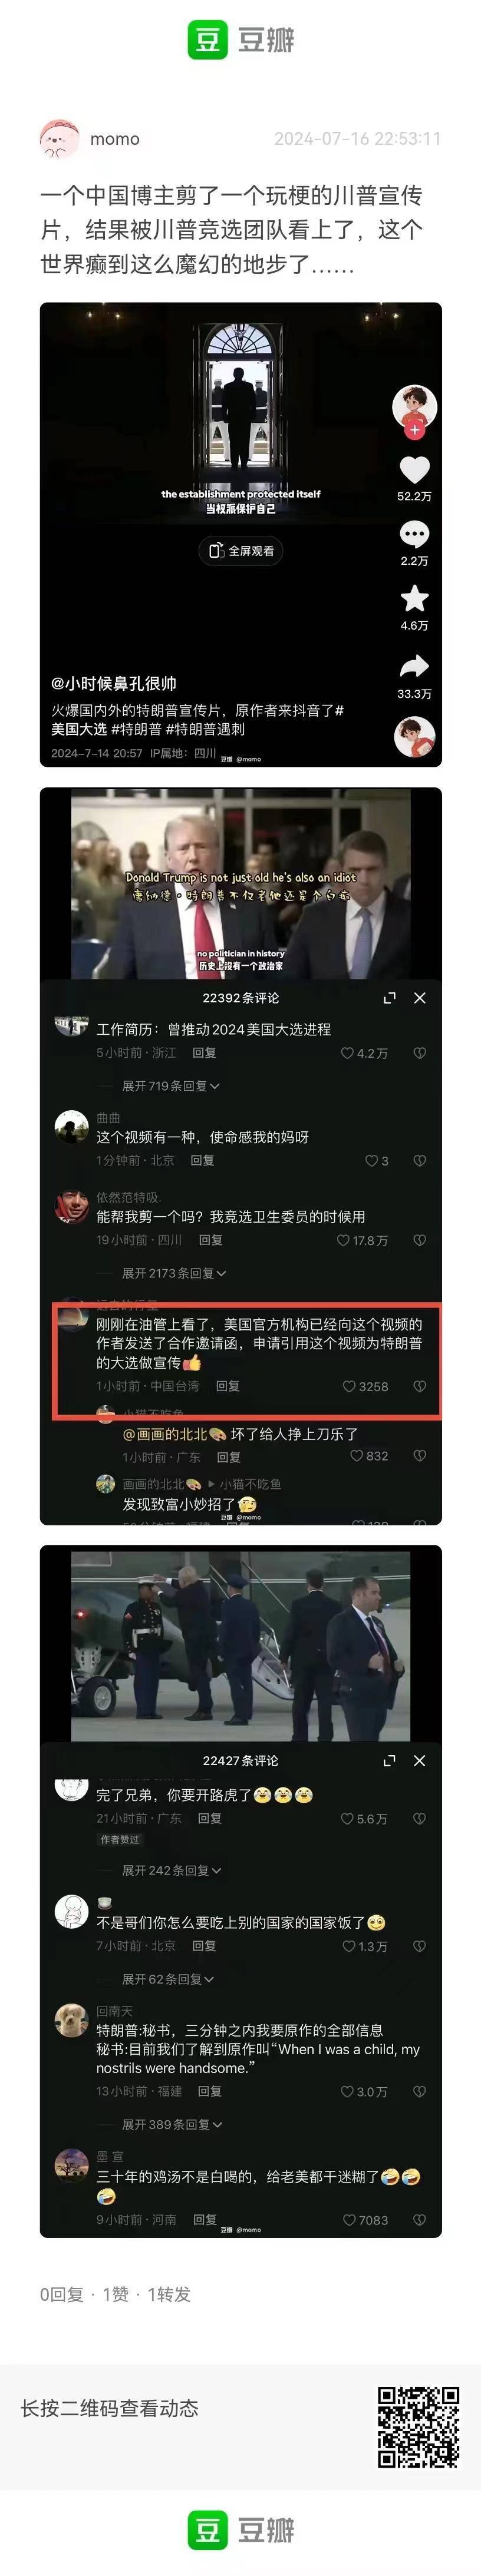 豆 豆瓣
momo
2024-07-16 22:53:11
一个中国博主剪了一个玩梗的川普宣传
片，结果被川普竞选团队看上了，这个
世界癫到这么魔幻的地步了……
the establishment protected itself
当权派保护自己
全屏观看
52.2万
2.2万
4.6万
33.3万
@小时候鼻孔很帅
火爆国内外的特朗普宣传片，原作者来抖音了#
美国大选 #特朗普 #特朗普遇刺
2024-7-14 20:57 IP属地：四川
豆瓣 @momo
Donald Trump is not just old he's also an idiot
唐纳德·特朗普不仅老他还是个白痴
no politician in history
历史上没有一个政治家
22392条评论
工作简历：曾推动2024美国大选进程
5小时前·浙江 回复 4.2万
展开719条回复
曲曲
这个视频有一种，使命感我的妈呀
1分钟前·北京 回复 3
依然范特吸.
能帮我剪一个吗？我竞选卫生委员的时候用
19小时前·四川 回复 17.8万
展开2173条回复
刚刚在油管上看了，美国官方机构已经向这个视频的
作者发送了合作邀请函，申请引用这个视频为特朗普
的大选做宣传👍
1小时前·中国台湾 回复 3258
小猫不吃鱼
@画画的北北🎨 坏了给人挣上刀乐了
1小时前·广东 回复 832
画画的北北🎨 ▸ 小猫不吃鱼
发现致富小妙招了
豆瓣 @momo
22427条评论
完了兄弟，你要开路虎了😂😂😂
21小时前·广东 回复 5.6万
作者赞过
展开242条回复
不是哥们你怎么要吃上别的国家的国家饭了
7小时前·北京 回复 1.3万
展开62条回复
回南天
特朗普:秘书，三分钟之内我要原作的全部信息
秘书:目前我们了解到原作叫“When I was a child, my
nostrils were handsome.”
13小时前·福建 回复 3.0万
展开389条回复
墨 宣
三十年的鸡汤不是白喝的，给老美都干迷糊了🤣🤣
🤣
9小时前·河南 回复 7083
豆瓣 @momo
0回复 · 1赞 · 1转发
长按二维码查看动态
豆 豆瓣